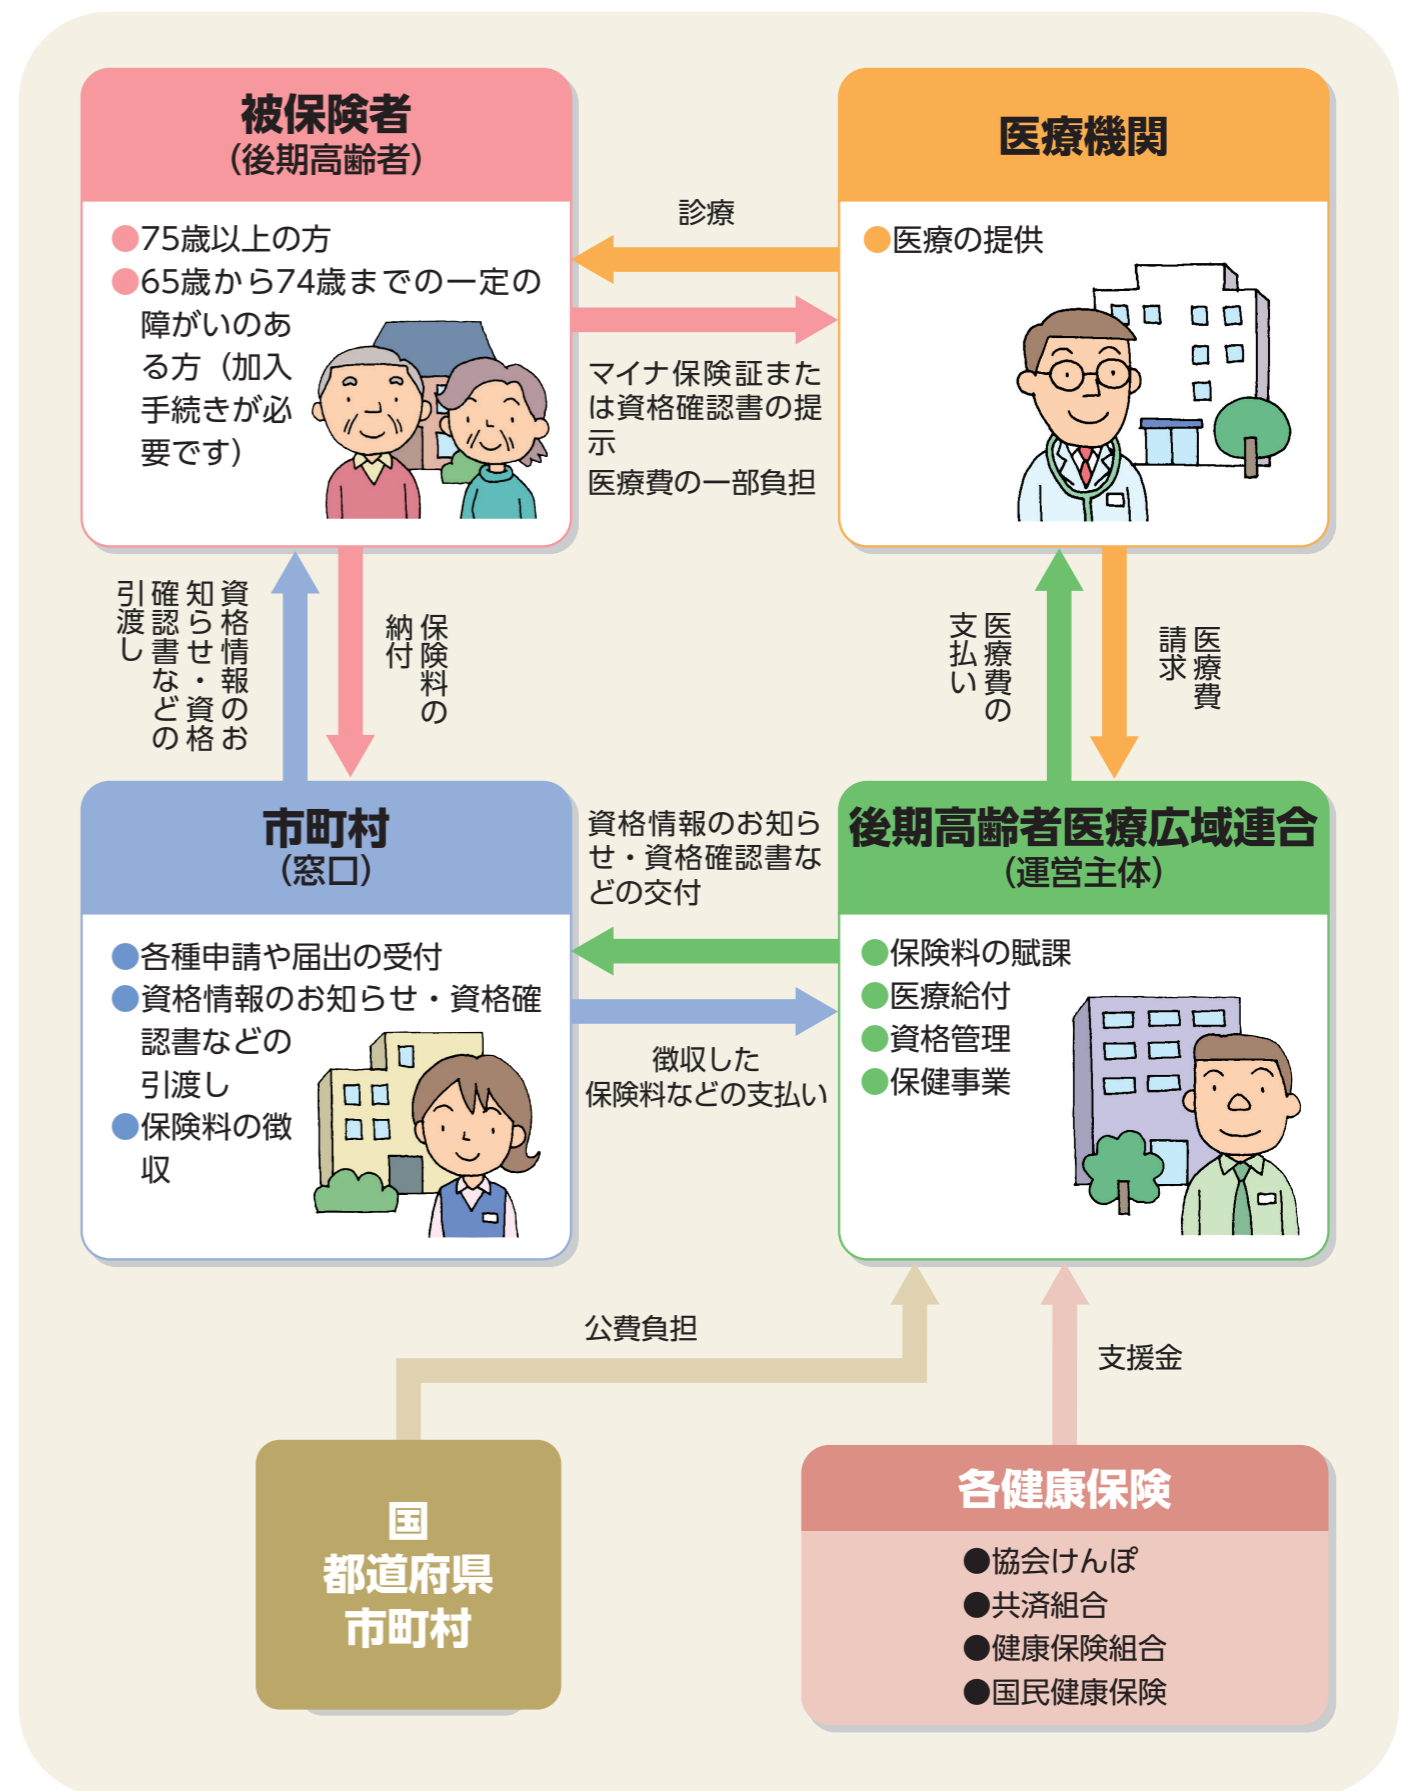 被保険者
（後期高齢者）
●75歳以上の方
●65歳から74歳までの一定の
障がいのあ
る方（加入
手続きが必
要です）
診療
マイナ保険証また
は資格確認書の提
示
医療費の一部負担
医療機関
●医療の提供
資格情報のお
知らせ・資格
確認書などの
引渡し
保険料の
納付
医療費の
支払い
医療費
請求
市町村
（窓口）
●各種申請や届出の受付
●資格情報のお知らせ・資格確
認書などの
引渡し
●保険料の徴
収
資格情報のお知ら
せ・資格確認書な
どの交付
徴収した
保険料などの支払い
後期高齢者医療広域連合
（運営主体）
●保険料の賦課
●医療給付
●資格管理
●保健事業
公費負担
支援金
国
都道府県
市町村
各健康保険
●協会けんぽ
●共済組合
●健康保険組合
●国民健康保険